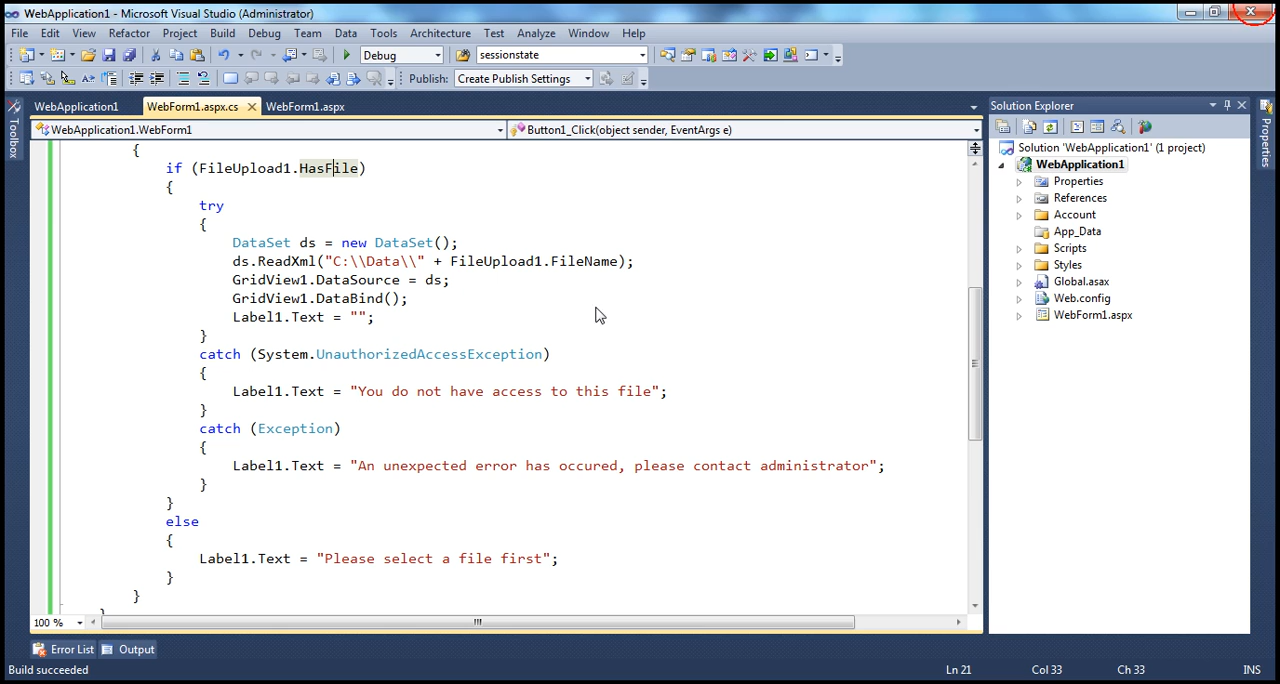 WebApplication1 - Microsoft Visual Studio (Administrator)
File Edit View Refactor Project Build Debug Team Data Tools Architecture Test Analyze Window Help
Debug sessionstate
Publish: Create Publish Settings
WebApplication1 WebForm1.aspx.cs WebForm1.aspx
Toolbox
WebApplication1.WebForm1 Button1_Click(object sender, EventArgs e)
{
if (FileUpload1.HasFile)
{
try
{
DataSet ds = new DataSet();
ds.ReadXml("C:\\Data\\" + FileUpload1.FileName);
GridView1.DataSource = ds;
GridView1.DataBind();
Label1.Text = "";
}
catch (System.UnauthorizedAccessException)
{
Label1.Text = "You do not have access to this file";
}
catch (Exception)
{
Label1.Text = "An unexpected error has occured, please contact administrator";
}
}
else
{
Label1.Text = "Please select a file first";
}
}
100 %
Solution Explorer
Solution 'WebApplication1' (1 project)
WebApplication1
Properties
References
Account
App_Data
Scripts
Styles
Global.asax
Web.config
WebForm1.aspx
Properties
Error List Output
Build succeeded Ln 21 Col 33 Ch 33 INS